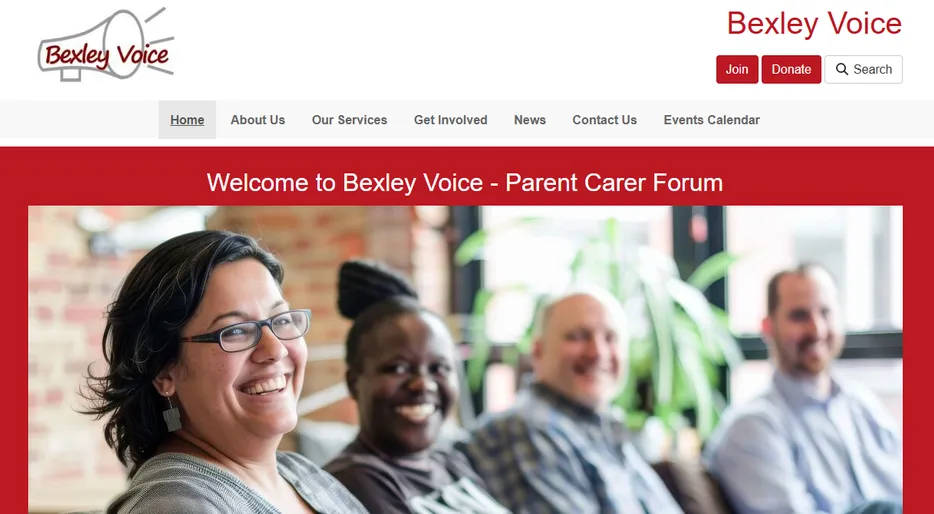 Bexley Voice
Bexley Voice
Join Donate Search
Home About Us Our Services Get Involved News Contact Us Events Calendar
Welcome to Bexley Voice - Parent Carer Forum